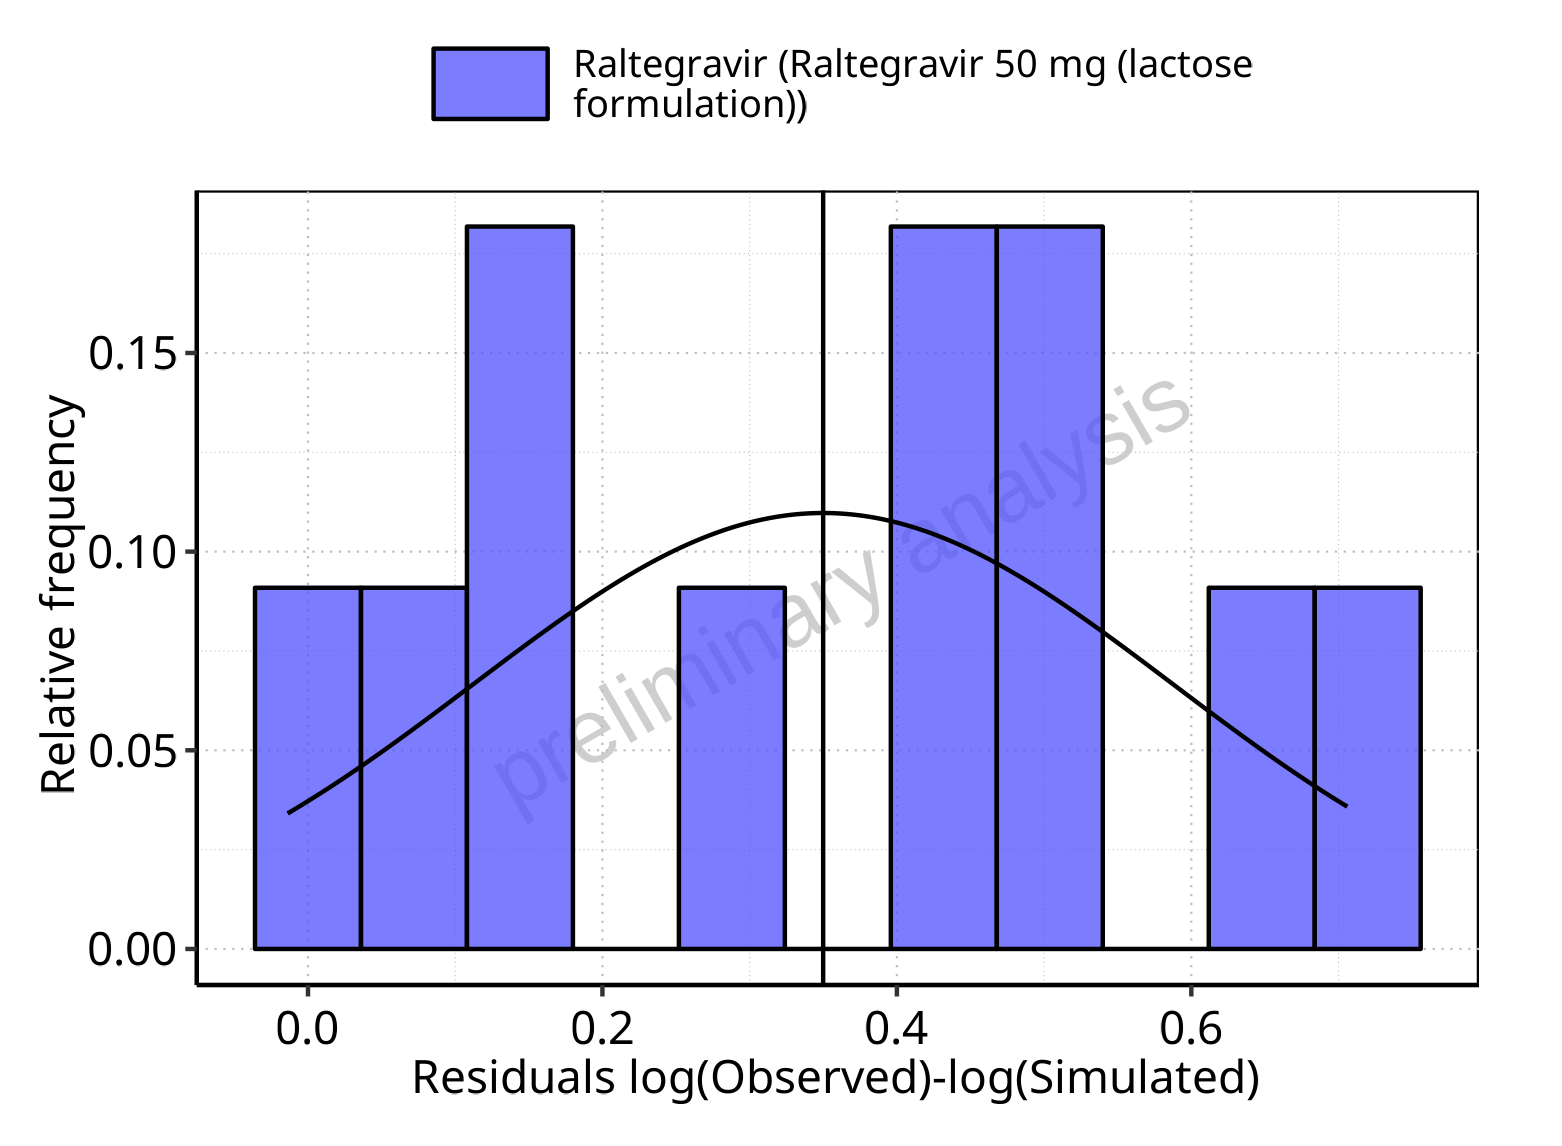 Raltegravir (Raltegravir 50 mg (lactose
formulation))
0.15
0.10
0.05
0.00
Relative frequency
preliminary analysis
0.0 0.2 0.4 0.6
Residuals log(Observed)-log(Simulated)